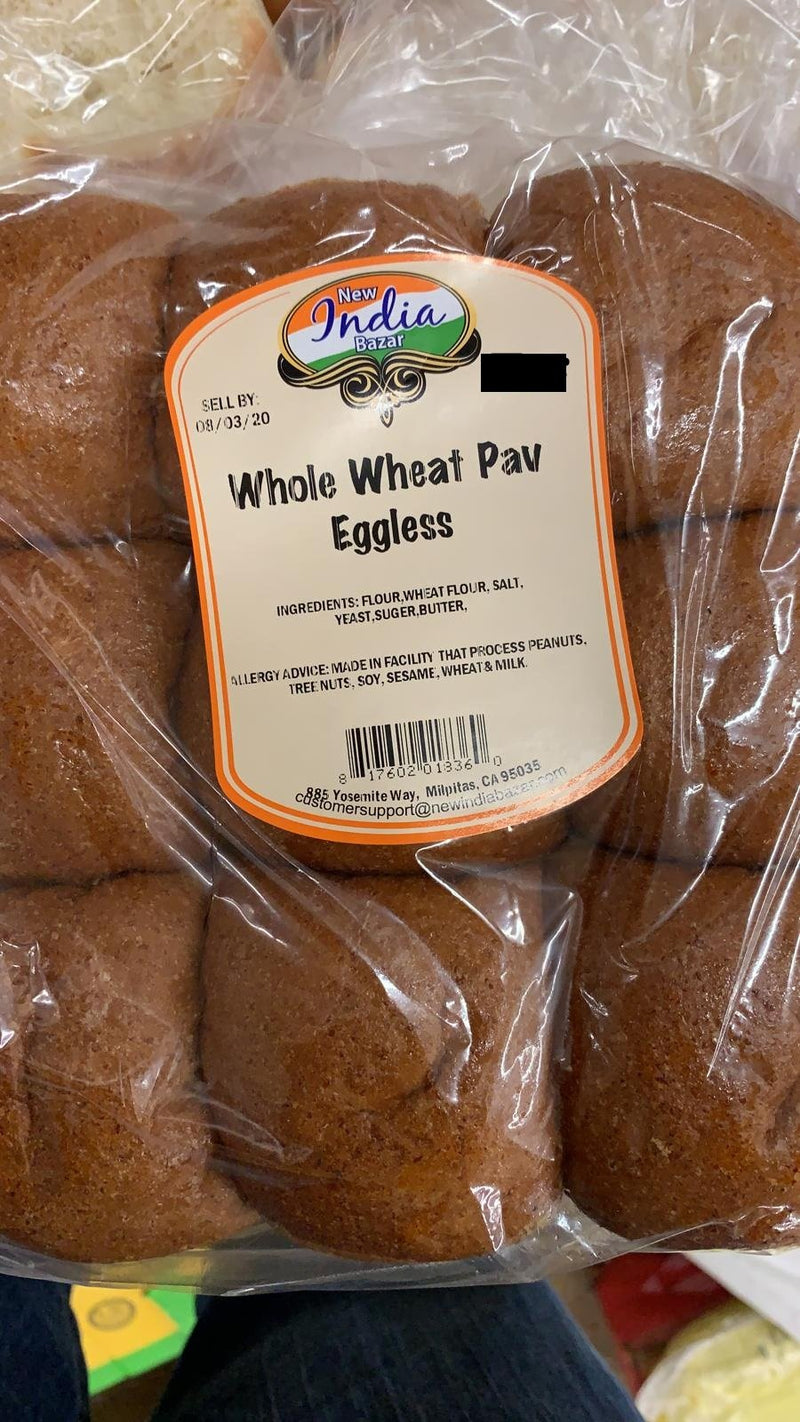 New
India
Bazar
SELL BY:
08/03/20
Whole Wheat Pav
Eggless
INGREDIENTS: FLOUR,WHEAT FLOUR, SALT,
YEAST,SUGER,BUTTER,
ALLERGY ADVICE: MADE IN FACILITY THAT PROCESS PEANUTS,
TREE NUTS, SOY, SESAME, WHEAT & MILK.
8 17602 01836 0
885 Yosemite Way, Milpitas, CA 95035
customersupport@newindiabazar.com